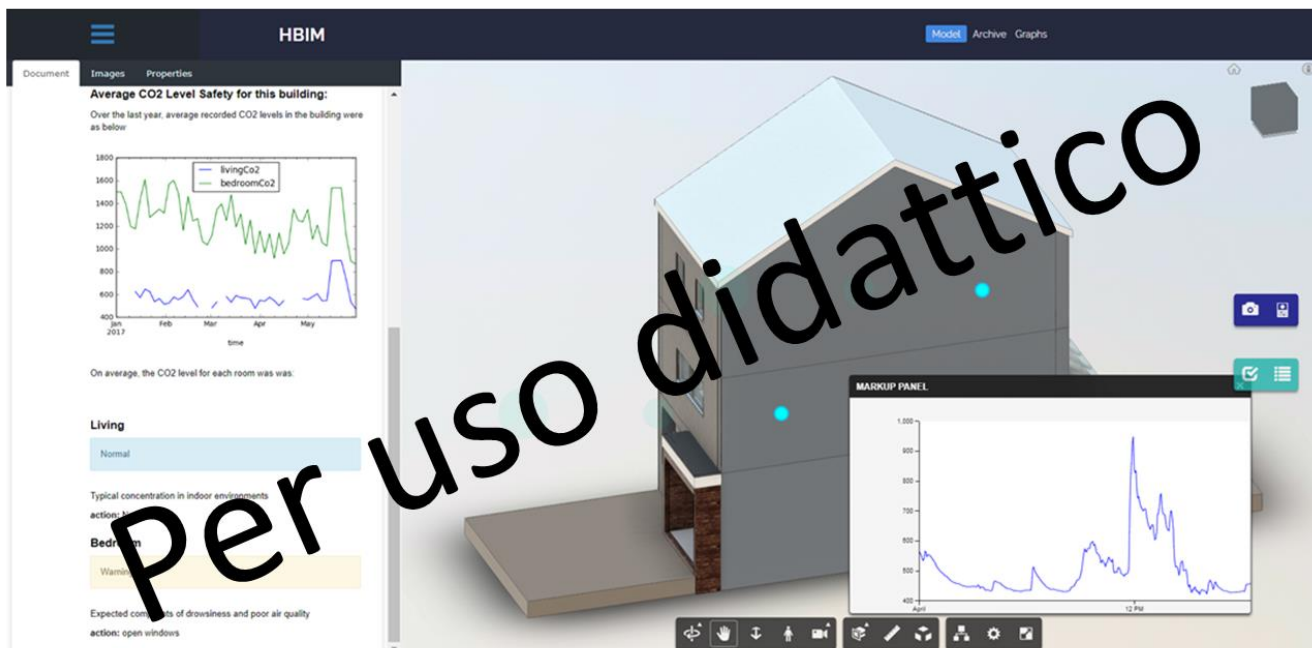 HBIM
Model Archive Graphs
Document Images Properties
Average CO2 Level Safety for this building:
Over the last year, average recorded CO2 levels in the building were
as below
1800
1600
1400
1200
1000
800
600
400
livingCo2
bedroomCo2
Jan Feb Mar Apr May
2017
time
On average, the CO2 level for each room was was:
Living
Normal
Typical concentration in indoor environments
action:
Bedroom
Warning
Expected of drowsiness and poor air quality
action: open windows
Per uso didattico
MARKUP PANEL
1,000
900
800
700
600
500
400
April 12 PM